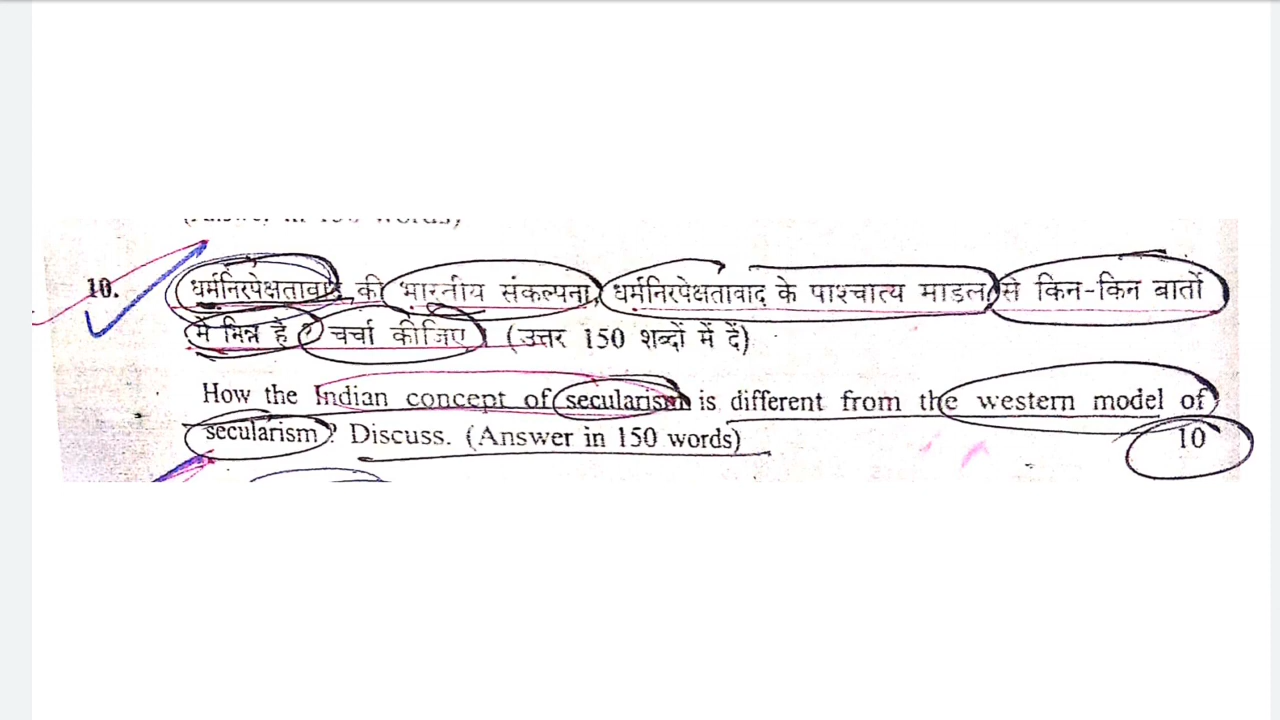 10. धर्मनिरपेक्षतावाद की भारतीय संकल्पना, धर्मनिरपेक्षतावाद के पाश्चात्य माडल से किन-किन बातों
में भिन्न है ? चर्चा कीजिए । (उत्तर 150 शब्दों में दें)
How the Indian concept of secularism is different from the western model of
secularism? Discuss. (Answer in 150 words)
10